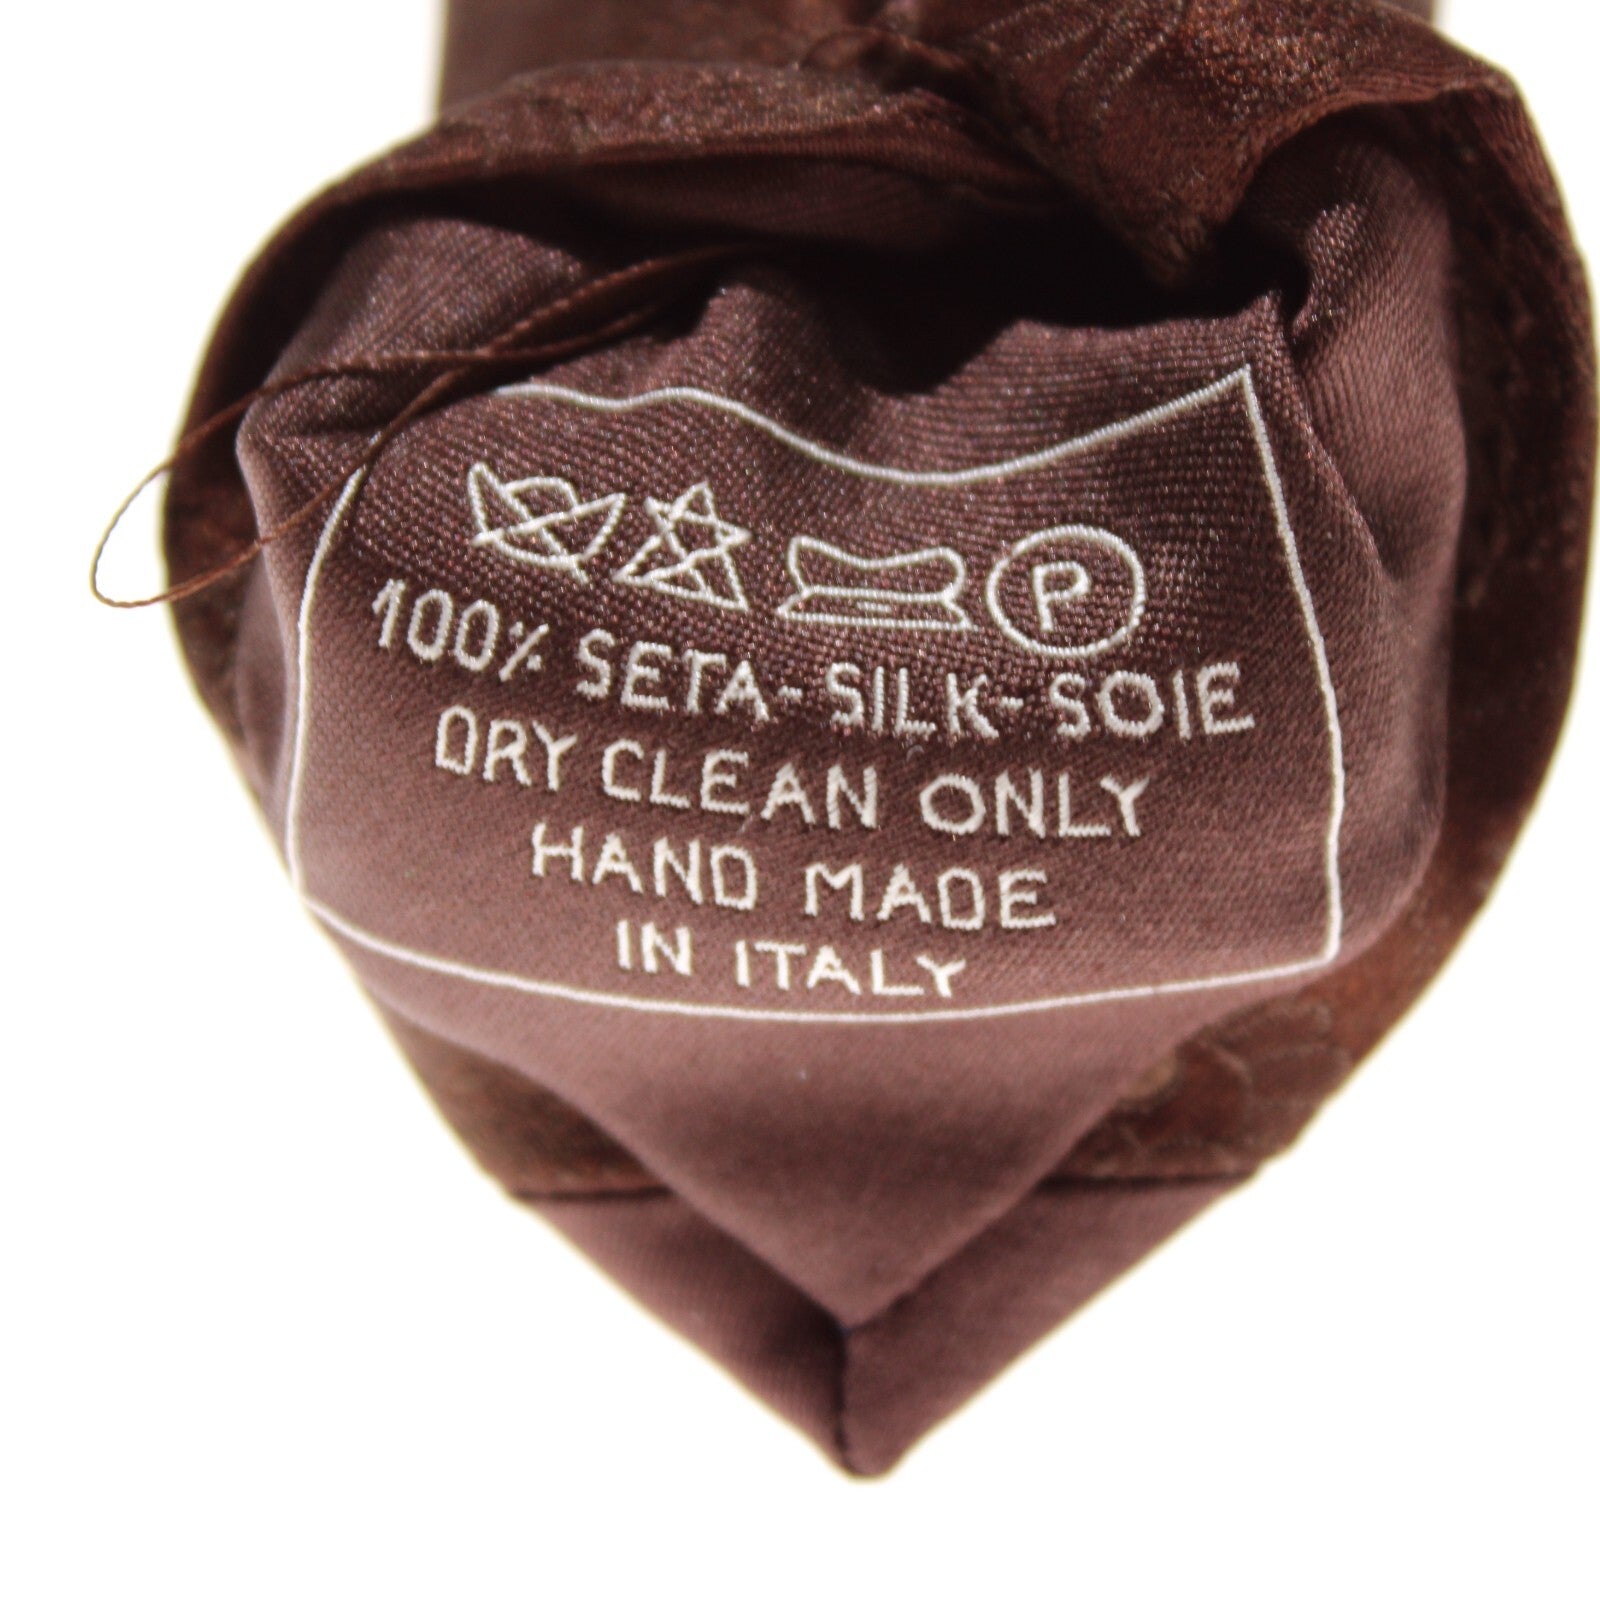 P
100% SETA-SILK-SOIE
DRY CLEAN ONLY
HAND MADE
IN ITALY